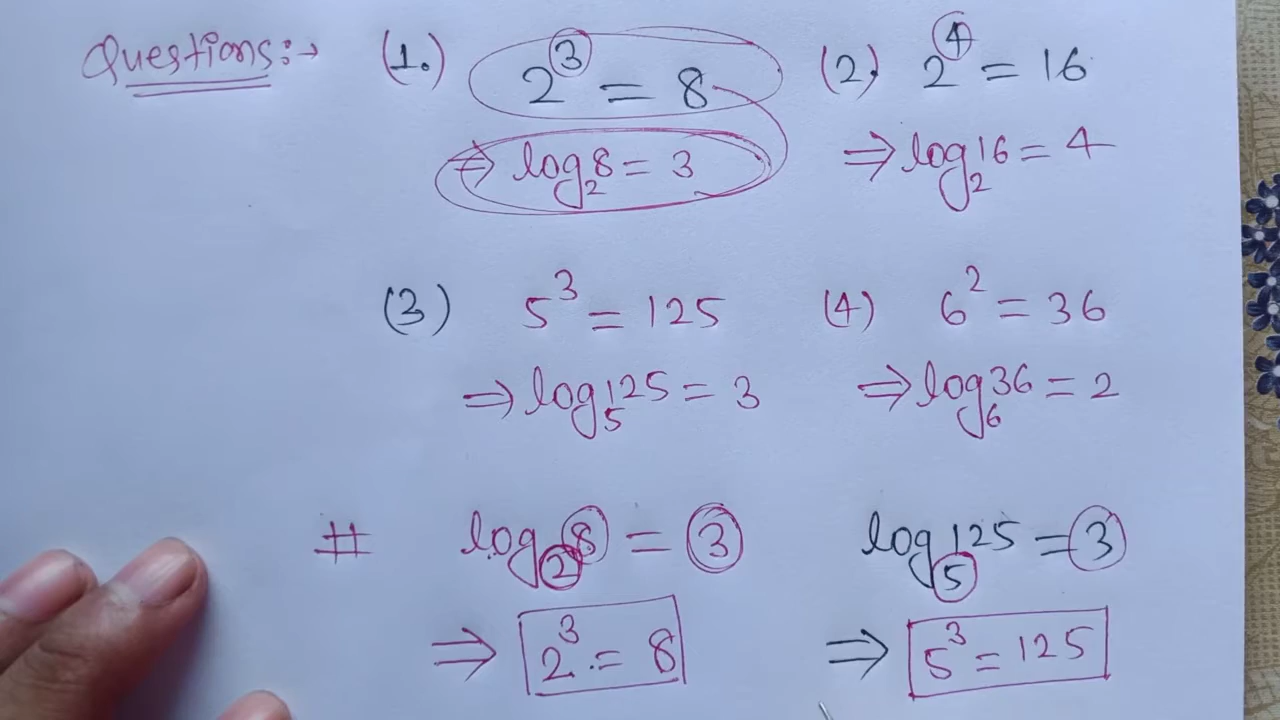 Questions:→ (1.) 2³ = 8 (2) 2⁴ = 16
⇒ log₂8 = 3 ⇒ log₂16 = 4
(3) 5³ = 125 (4) 6² = 36
⇒ log₅125 = 3 ⇒ log₆36 = 2
# log₂8 = 3 log₅125 = 3
⇒ 2³ = 8 ⇒ 5³ = 125